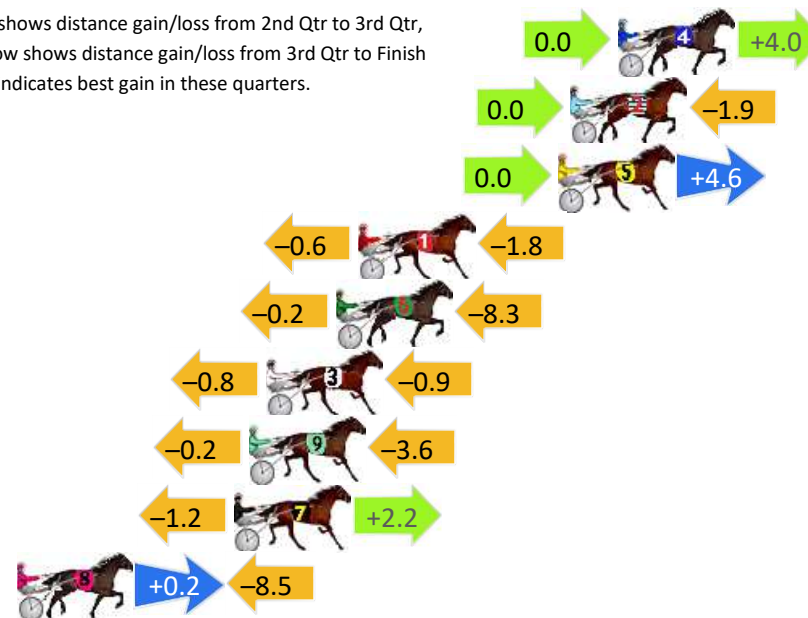 shows distance gain/loss from 2nd Qtr to 3rd Qtr,
ow shows distance gain/loss from 3rd Qtr to Finish
indicates best gain in these quarters.
0.0 4 +4.0
0.0 2 –1.9
0.0 5 +4.6
–0.6 1 –1.8
–0.2 6 –8.3
–0.8 3 –0.9
–0.2 9 –3.6
–1.2 7 +2.2
8 +0.2 –8.5